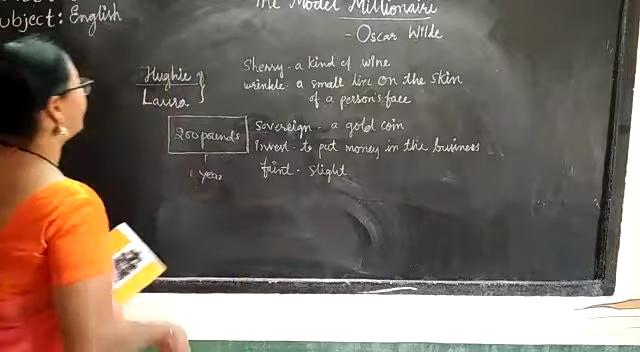 ubject: English
The Model Millionaire
- Oscar Wilde
Hughie
Laura
Sherry - a kind of wine
wrinkle - a small line on the skin
of a person's face
200 pounds
Sovereign - a gold coin
Invest - to put money in the business
1 year
faint - slight